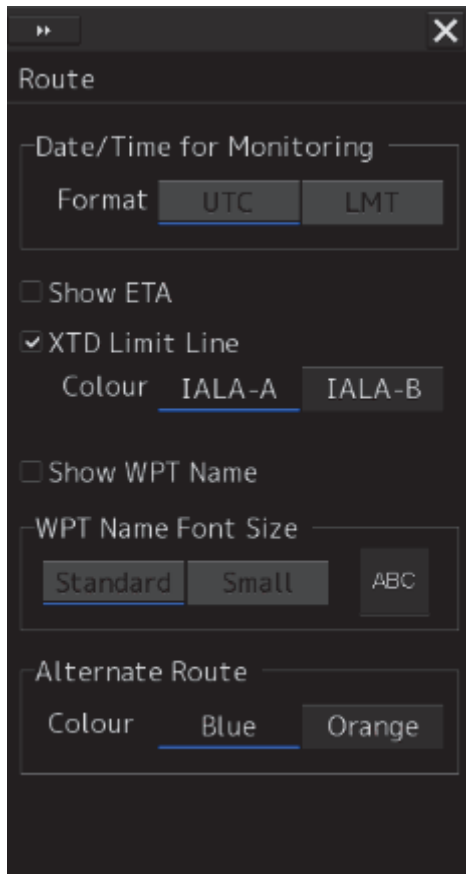 Route
Date/Time for Monitoring
Format UTC LMT
Show ETA
XTD Limit Line
Colour IALA-A IALA-B
Show WPT Name
WPT Name Font Size
Standard Small ABC
Alternate Route
Colour Blue Orange